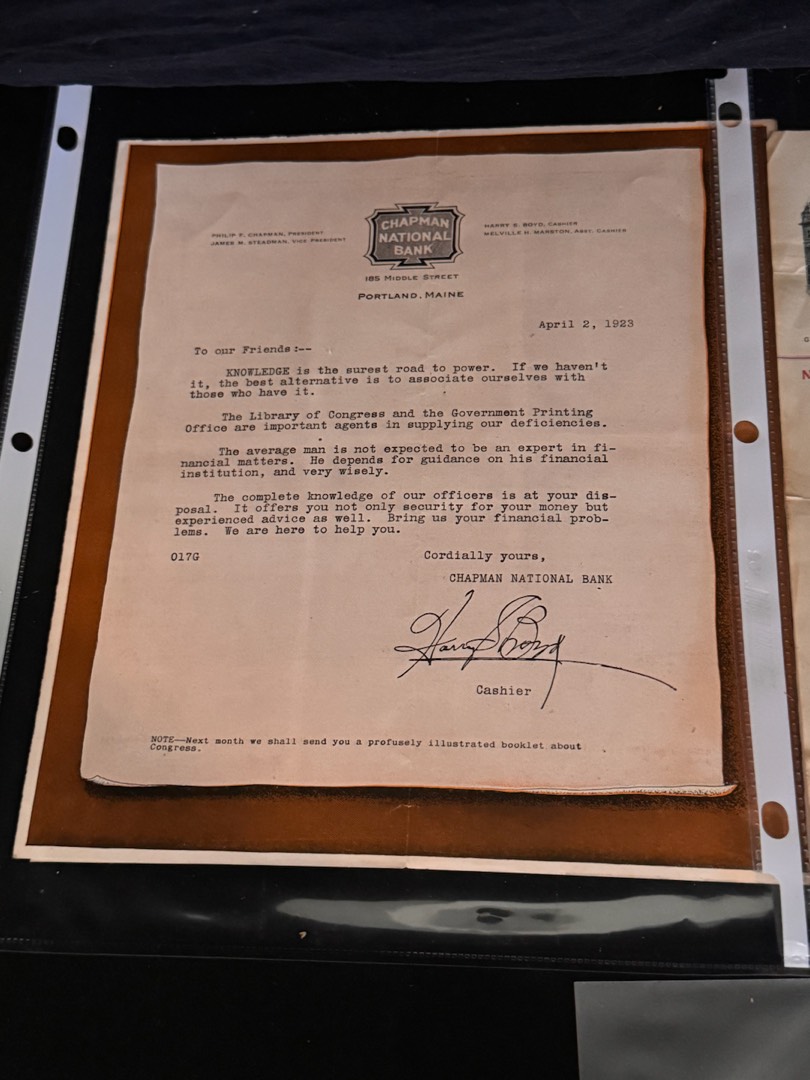 PHILIP F. CHAPMAN, PRESIDENT
JAMES M. STEADMAN, VICE PRESIDENT
CHAPMAN
NATIONAL
BANK
HARRY S. BOYD, CASHIER
MELVILLE H. MARSTON, ASST. CASHIER
185 MIDDLE STREET
PORTLAND, MAINE
April 2, 1923
To our Friends:--
KNOWLEDGE is the surest road to power. If we haven't
it, the best alternative is to associate ourselves with
those who have it.
The Library of Congress and the Government Printing
Office are important agents in supplying our deficiencies.
The average man is not expected to be an expert in fi-
nancial matters. He depends for guidance on his financial
institution, and very wisely.
The complete knowledge of our officers is at your dis-
posal. It offers you not only security for your money but
experienced advice as well. Bring us your financial prob-
lems. We are here to help you.
017G
Cordially yours,
CHAPMAN NATIONAL BANK
Harry S Boyd
Cashier
NOTE—Next month we shall send you a profusely illustrated booklet about
Congress.